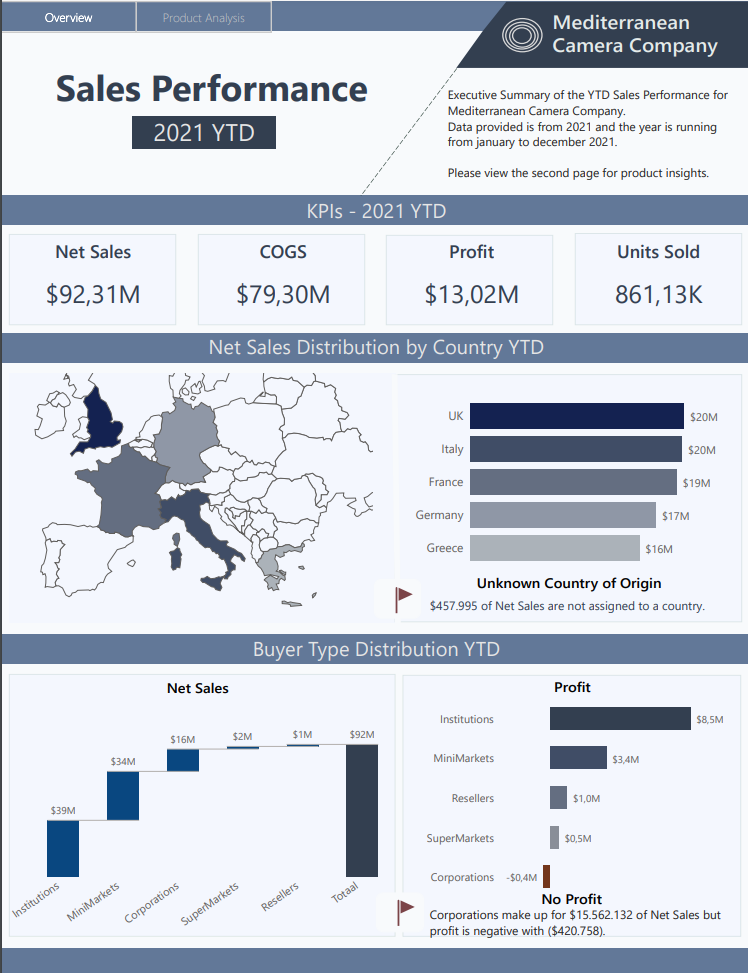 Overview
Product Analysis
Mediterranean
Camera Company
Sales Performance
2021 YTD
Executive Summary of the YTD Sales Performance for
Mediterranean Camera Company.
Data provided is from 2021 and the year is running
from january to december 2021.
Please view the second page for product insights.
KPIs - 2021 YTD
Net Sales
$92,31M
COGS
$79,30M
Profit
$13,02M
Units Sold
861,13K
Net Sales Distribution by Country YTD
UK $20M
Italy $20M
France $19M
Germany $17M
Greece $16M
Unknown Country of Origin
$457.995 of Net Sales are not assigned to a country.
Buyer Type Distribution YTD
Net Sales
$39M
$34M
$16M
$2M
$1M
$92M
Institutions
MiniMarkets
Corporations
SuperMarkets
Resellers
Totaal
Profit
Institutions $8,5M
MiniMarkets $3,4M
Resellers $1,0M
SuperMarkets $0,5M
Corporations -$0,4M
No Profit
Corporations make up for $15.562.132 of Net Sales but
profit is negative with ($420.758).